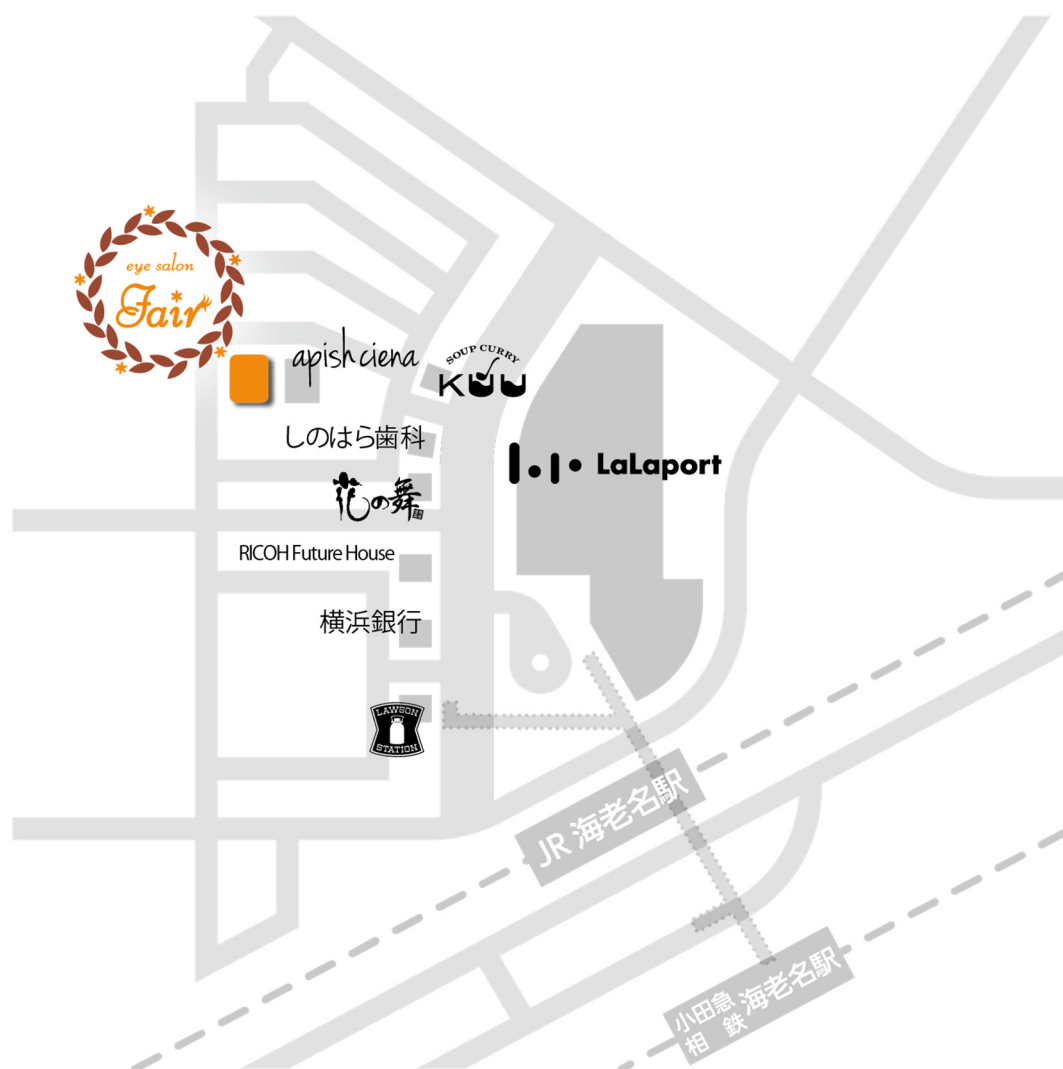 eye salon
Fair
apish ciena
SOUP CURRY
KUU
しのはら歯科
LaLaport
花の舞
RICOH Future House
横浜銀行
LAWSON
STATION
JR 海老名駅
小田急
相鉄
海老名駅